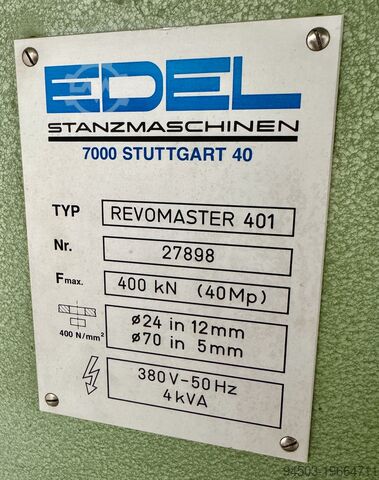 EDEL
STANZMASCHINEN
7000 STUTTGART 40
TYP REVOMASTER 401
Nr. 27898
Fmax. 400 kN (40Mp)
400 N/mm² ø24 in 12mm
ø70 in 5mm
380V-50Hz
4kVA
94503-19664711